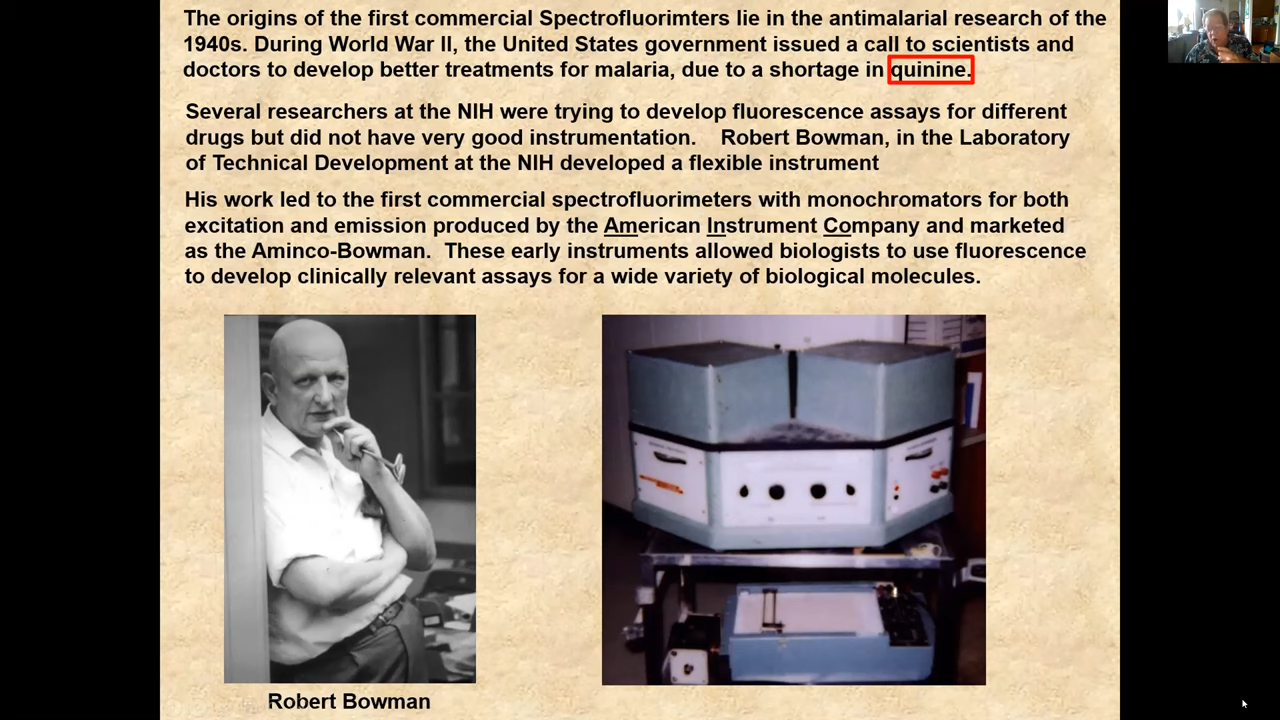 The origins of the first commercial Spectrofluorimters lie in the antimalarial research of the
1940s. During World War II, the United States government issued a call to scientists and
doctors to develop better treatments for malaria, due to a shortage in quinine.
Several researchers at the NIH were trying to develop fluorescence assays for different
drugs but did not have very good instrumentation. Robert Bowman, in the Laboratory
of Technical Development at the NIH developed a flexible instrument
His work led to the first commercial spectrofluorimeters with monochromators for both
excitation and emission produced by the American Instrument Company and marketed
as the Aminco-Bowman. These early instruments allowed biologists to use fluorescence
to develop clinically relevant assays for a wide variety of biological molecules.
Robert Bowman